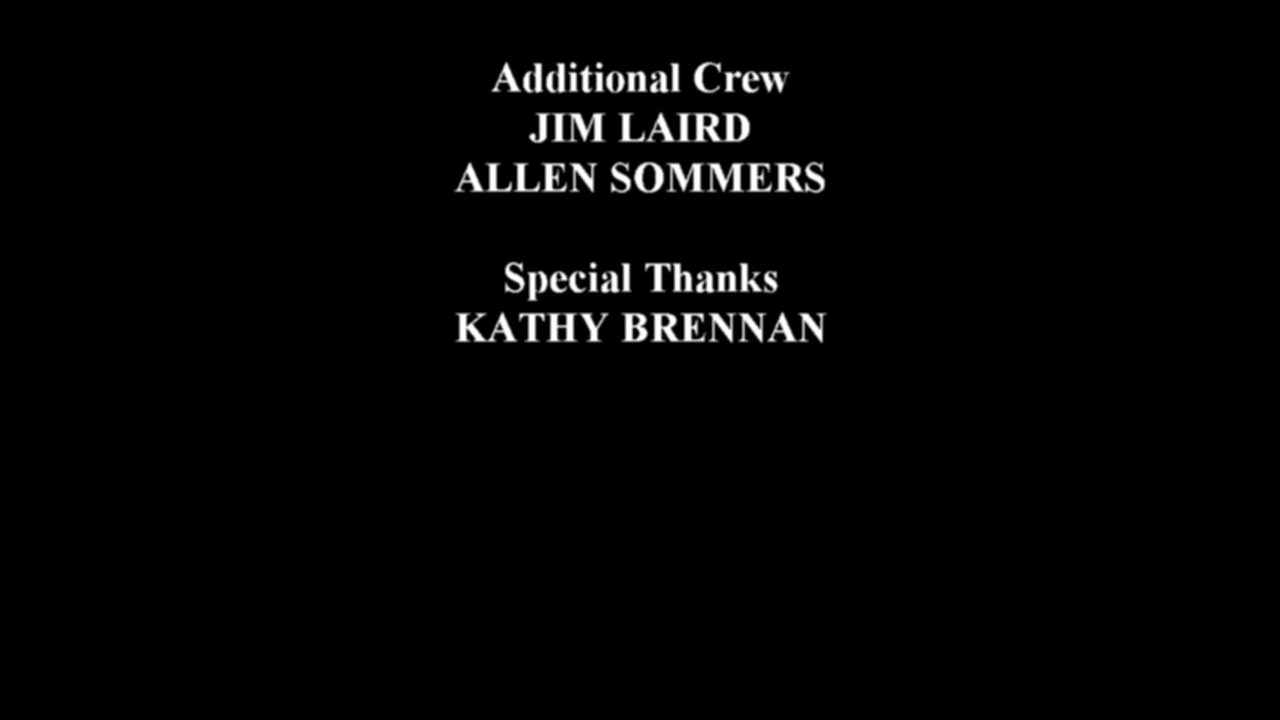 Additional Crew
JIM LAIRD
ALLEN SOMMERS
Special Thanks
KATHY BRENNAN